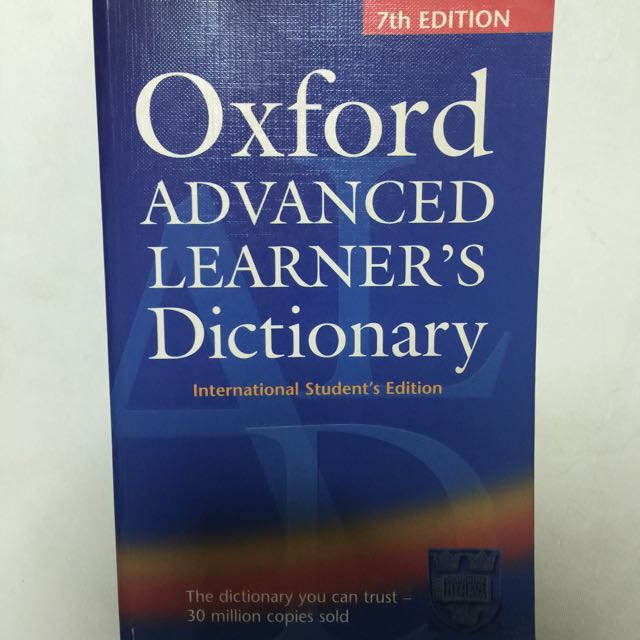 7th EDITION
Oxford
ADVANCED
LEARNER'S
Dictionary
International Student's Edition
The dictionary you can trust –
30 million copies sold